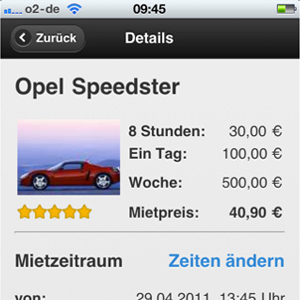 o2-de 09:45
Zurück Details
Opel Speedster
8 Stunden: 30,00 €
Ein Tag: 100,00 €
Woche: 500,00 €
Mietpreis: 40,90 €
Mietzeitraum Zeiten ändern
von: 29.04.2011, 13:45 Uhr